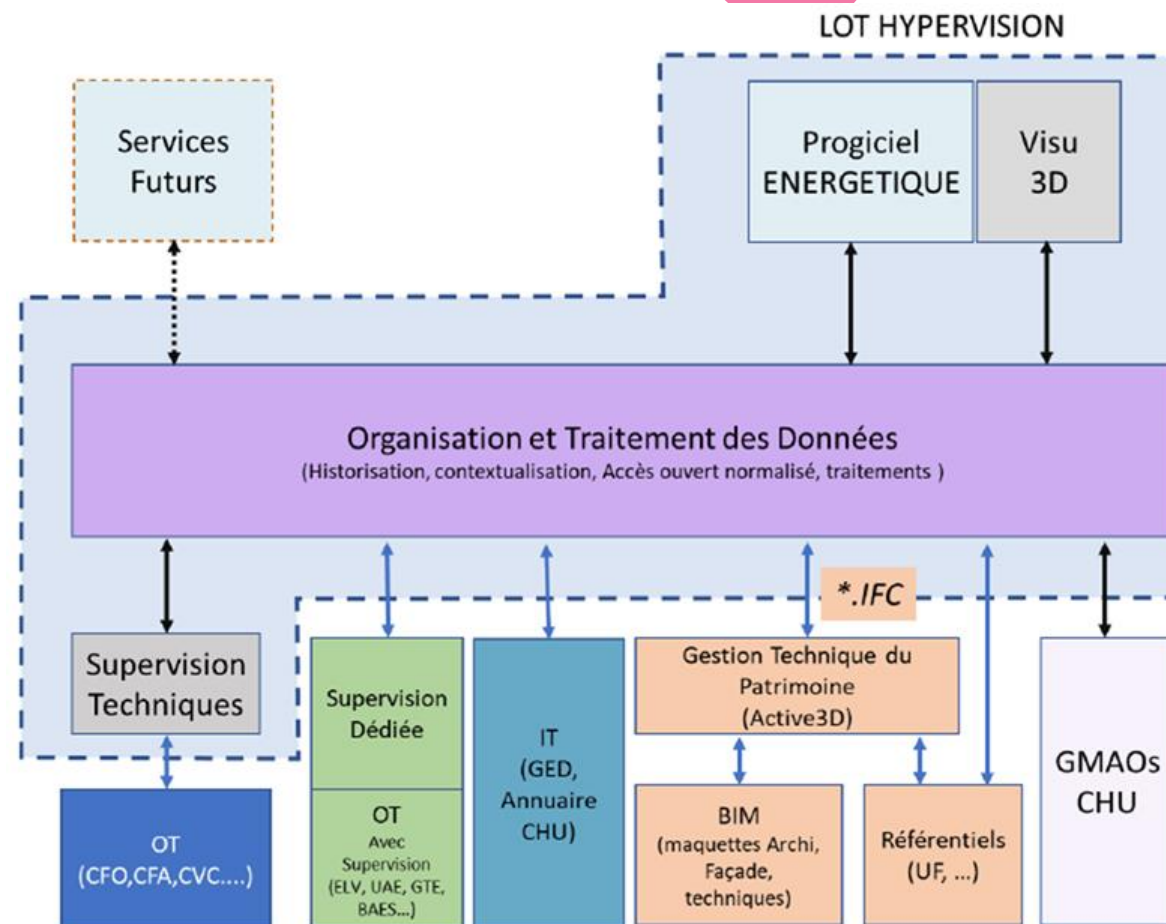 LOT HYPERVISION
Services
Futurs
Progiciel
ENERGETIQUE
Visu
3D
Organisation et Traitement des Données
(Historisation, contextualisation, Accès ouvert normalisé, traitements )
*.IFC
Supervision
Techniques
OT
(CFO,CFA,CVC....)
Supervision
Dédiée
OT
Avec
Supervision
(ELV, UAE, GTE,
BAES...)
IT
(GED,
Annuaire
CHU)
Gestion Technique du
Patrimoine
(Active3D)
BIM
(maquettes Archi,
Façade,
techniques)
Référentiels
(UF, ...)
GMAOs
CHU